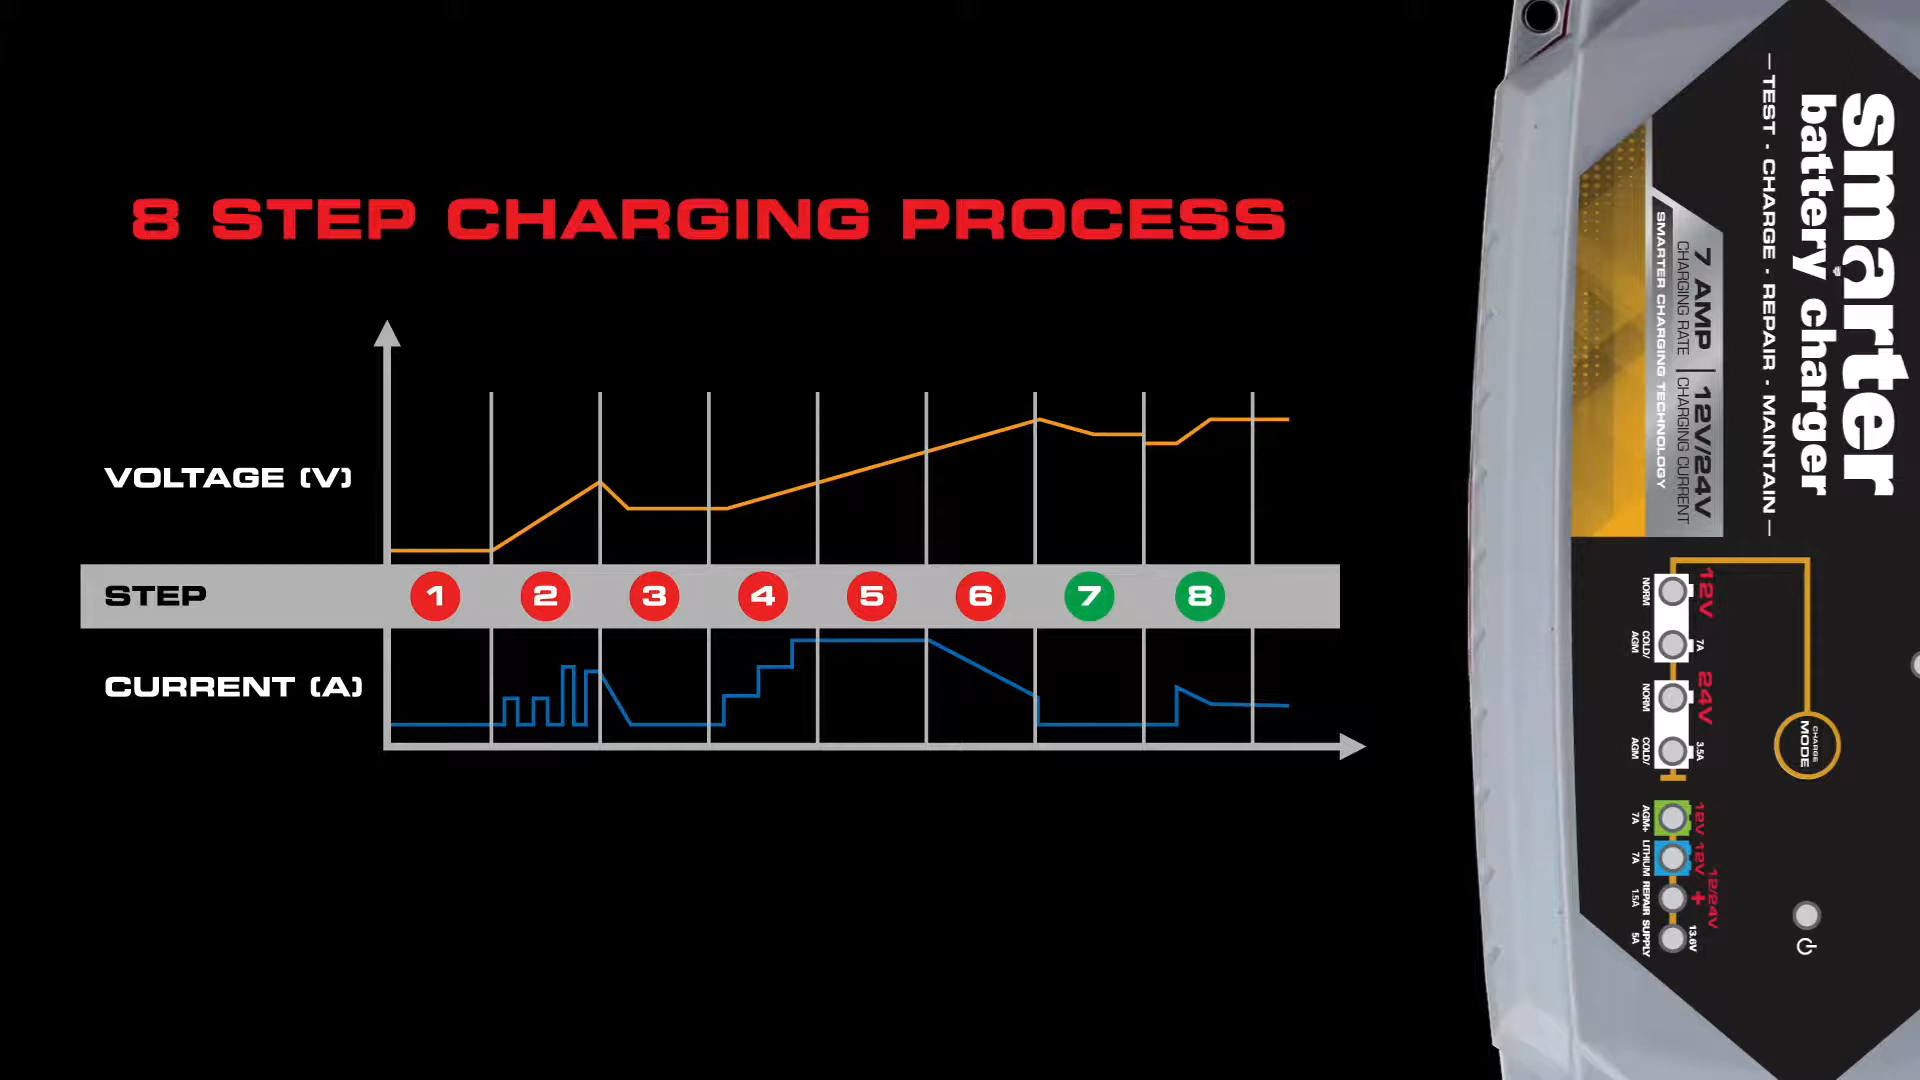 8 STEP CHARGING PROCESS
VOLTAGE (V)
STEP
1 2 3 4 5 6 7 8
CURRENT (A)
smarter
battery charger
— TEST - CHARGE - REPAIR - MAINTAIN —
7 AMP | 12V/24V
CHARGING RATE | CHARGING CURRENT
SMARTER CHARGING TECHNOLOGY
12V
7A
NORM
COLD/
AGM
24V
3.5A
NORM
COLD/
AGM
CHARGE
MODE
12V
AGM+
7A
12V
LITHIUM
7A
12/24V
+
REPAIR
1.5A
13.6V
SUPPLY
5A